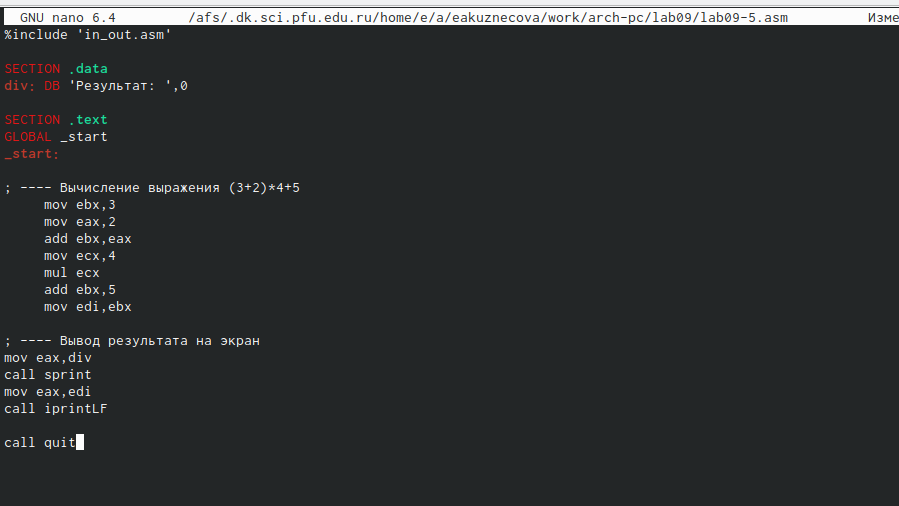 GNU nano 6.4 /afs/.dk.sci.pfu.edu.ru/home/e/a/eakuznecova/work/arch-pc/lab09/lab09-5.asm Изме
%include 'in_out.asm'
SECTION .data
div: DB 'Результат: ',0
SECTION .text
GLOBAL _start
_start:
; ---- Вычисление выражения (3+2)*4+5
mov ebx,3
mov eax,2
add ebx,eax
mov ecx,4
mul ecx
add ebx,5
mov edi,ebx
; ---- Вывод результата на экран
mov eax,div
call sprint
mov eax,edi
call iprintLF
call quit